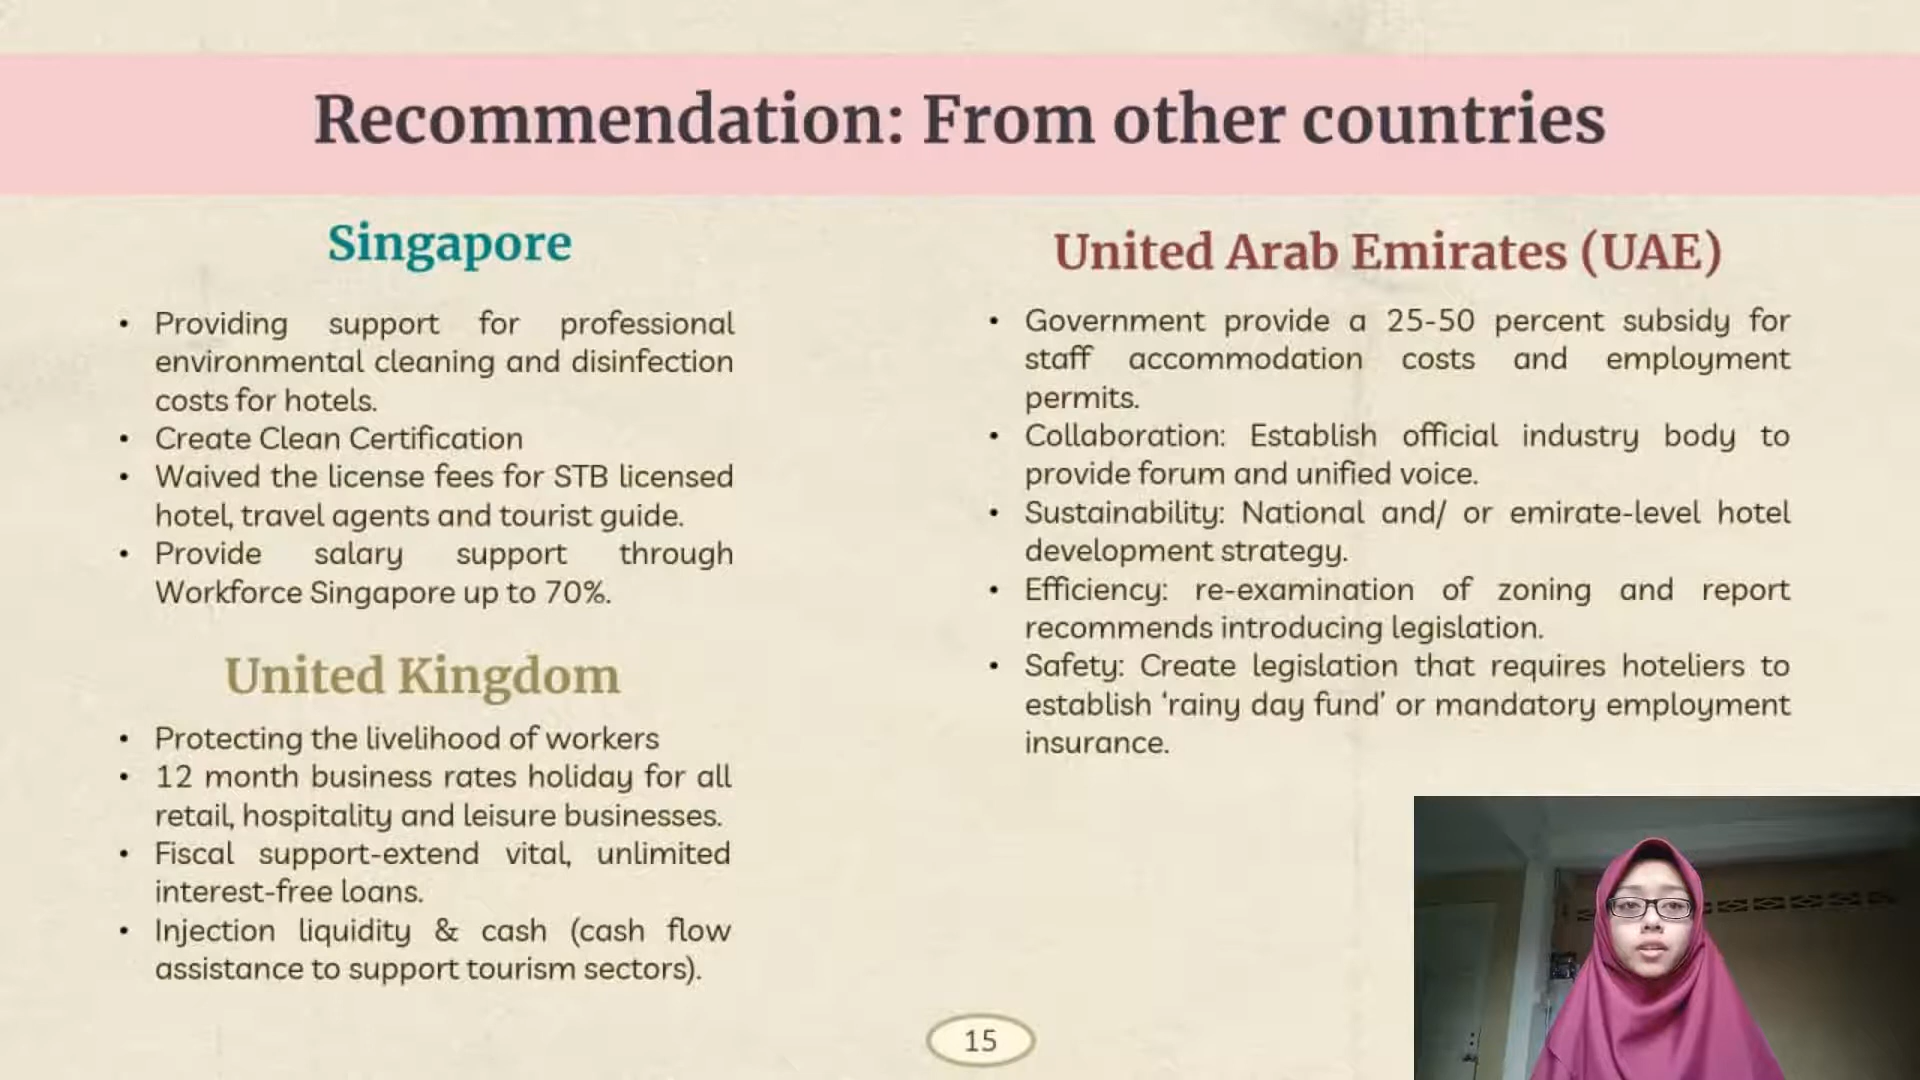 Recommendation: From other countries
Singapore
• Providing support for professional
environmental cleaning and disinfection
costs for hotels.
• Create Clean Certification
• Waived the license fees for STB licensed
hotel, travel agents and tourist guide.
• Provide salary support through
Workforce Singapore up to 70%.
United Kingdom
• Protecting the livelihood of workers
• 12 month business rates holiday for all
retail, hospitality and leisure businesses.
• Fiscal support-extend vital, unlimited
interest-free loans.
• Injection liquidity & cash (cash flow
assistance to support tourism sectors).
United Arab Emirates (UAE)
• Government provide a 25-50 percent subsidy for
staff accommodation costs and employment
permits.
• Collaboration: Establish official industry body to
provide forum and unified voice.
• Sustainability: National and/ or emirate-level hotel
development strategy.
• Efficiency: re-examination of zoning and report
recommends introducing legislation.
• Safety: Create legislation that requires hoteliers to
establish ‘rainy day fund’ or mandatory employment
insurance.
15